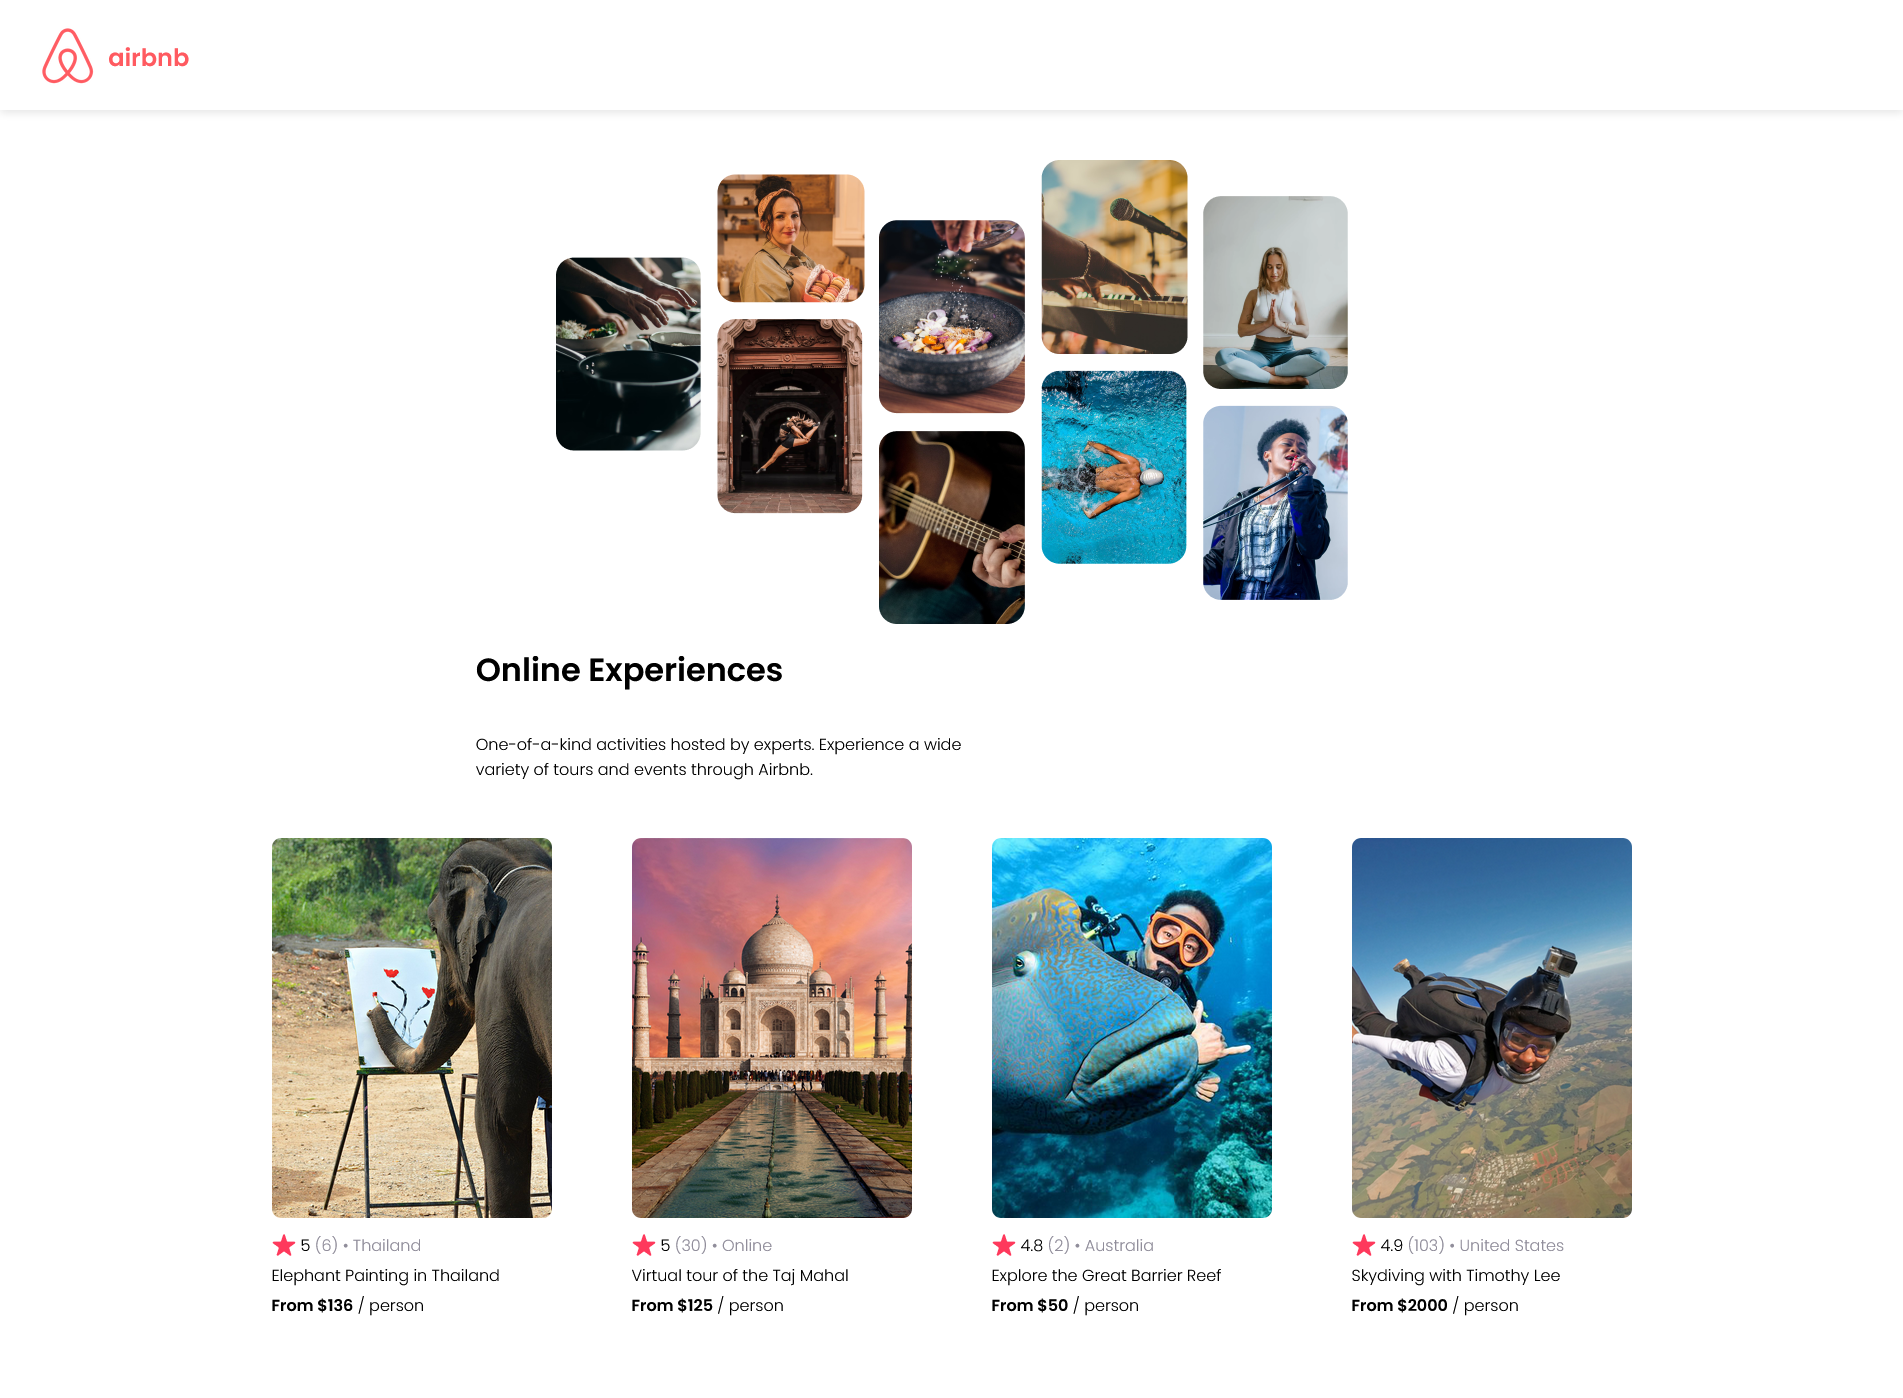 airbnb
Online Experiences
One-of-a-kind activities hosted by experts. Experience a wide
variety of tours and events through Airbnb.
5 (6) • Thailand
Elephant Painting in Thailand
From $136 / person
5 (30) • Online
Virtual tour of the Taj Mahal
From $125 / person
4.8 (2) • Australia
Explore the Great Barrier Reef
From $50 / person
4.9 (103) • United States
Skydiving with Timothy Lee
From $2000 / person